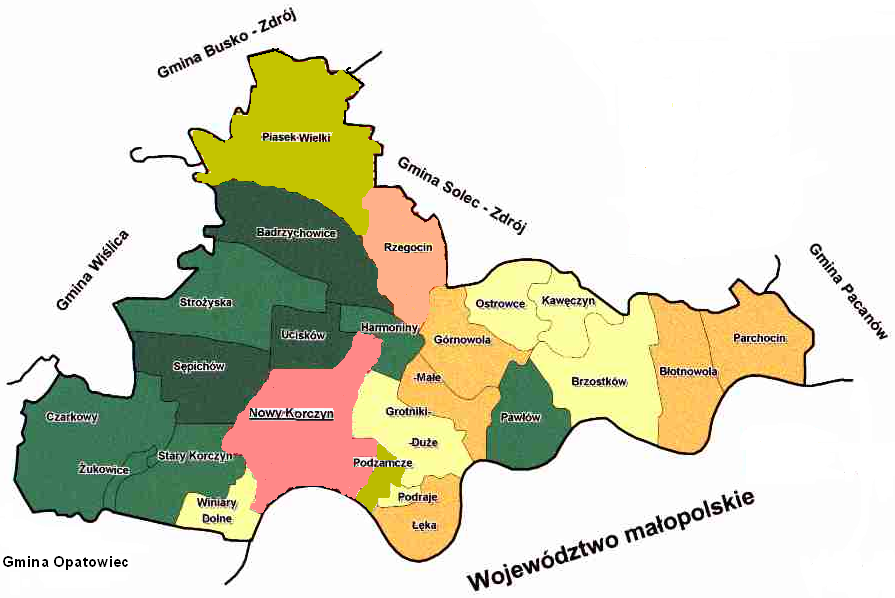 Gmina Busko - Zdrój
Piasek Wielki
Gmina Solec - Zdrój
Gmina Wiślica
Badrzychowice
Rzegocin
Gmina Pacanów
Strożyska
Ostrowce
Kawęczyn
Ucisków
Harmoniny
Górnowola
Parchocin
Sępichów
-Małe
Błotnowola
Brzostków
Czarkowy
Nowy Korczyn
Grotniki-
Pawłów
-Duże
Stary Korczyn
Żukowice
Podzamcze
Winiary
Dolne
Podraje
Łęka
Województwo małopolskie
Gmina Opatowiec